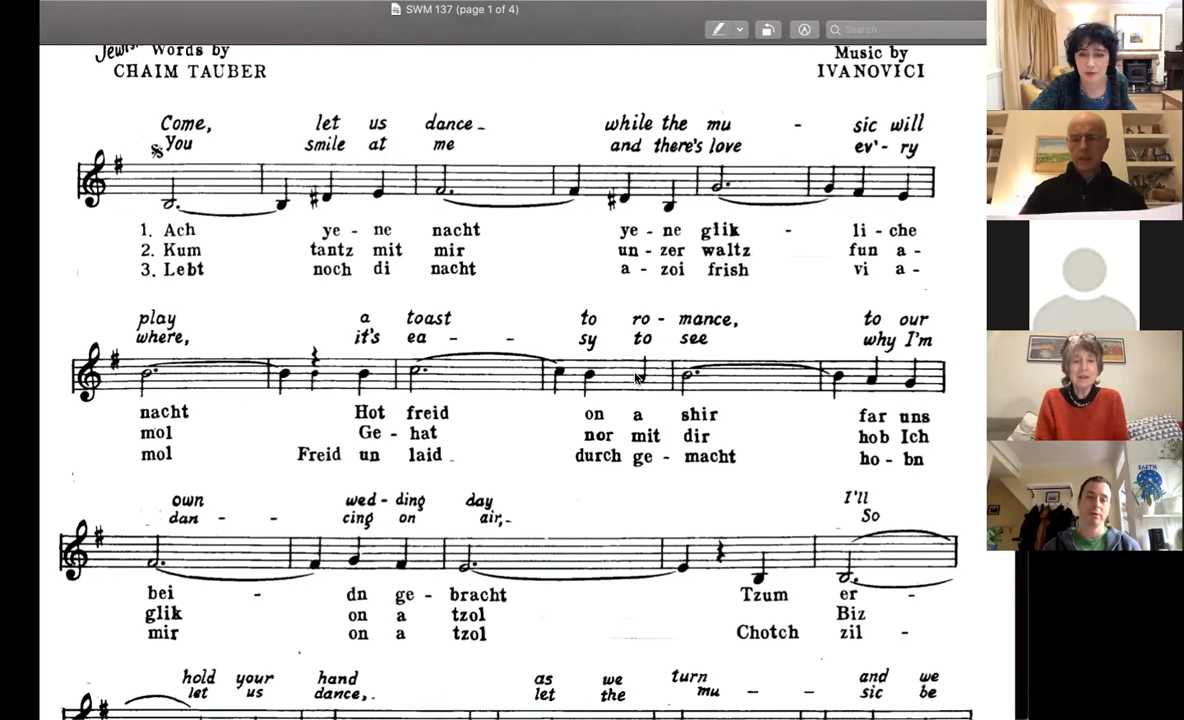 SWM 137 (page 1 of 4)
Search
Jewish Words by
CHAIM TAUBER
Music by
IVANOVICI
Come, let us dance- while the mu - sic will
You smile at me and there's love ev'- ry
1. Ach ye - ne nacht ye - ne glik - li - che
2. Kum tantz mit mir un - zer waltz fun a -
3. Lebt noch di nacht a - zoi frish vi a -
play a toast to ro - mance, to our
where, it's ea - - sy to see why I'm
nacht Hot freid on a shir far uns
mol Ge - hat nor mit dir hob Ich
mol Freid un laid durch ge - macht ho - bn
own wed - ding day I'll
dan - - cing on air,- So
bei - dn ge - bracht Tzum er -
glik on a tzol Biz
mir on a tzol Chotch zil -
hold your hand as we turn and we
let us dance, let the mu - - sic be
EARTH